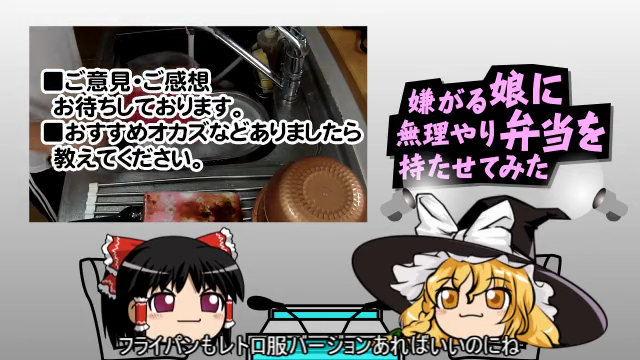 ■ご意見・ご感想
お待ちしております。
■おすすめオカズなどありましたら
教えてください。
嫌がる娘に
無理やり弁当を
持たせてみた
フライパンもレトロ服バージョンあればいいのにね